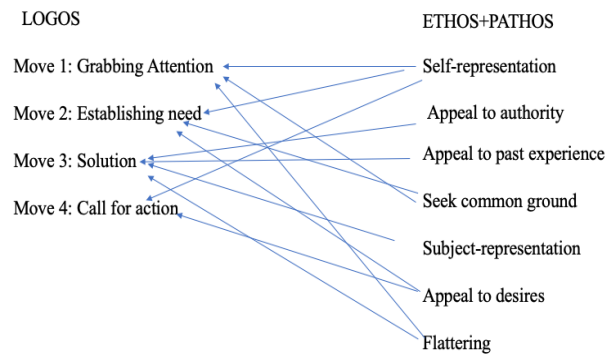 LOGOS
Move 1: Grabbing Attention
Move 2: Establishing need
Move 3: Solution
Move 4: Call for action
ETHOS+PATHOS
Self-representation
Appeal to authority
Appeal to past experience
Seek common ground
Subject-representation
Appeal to desires
Flattering